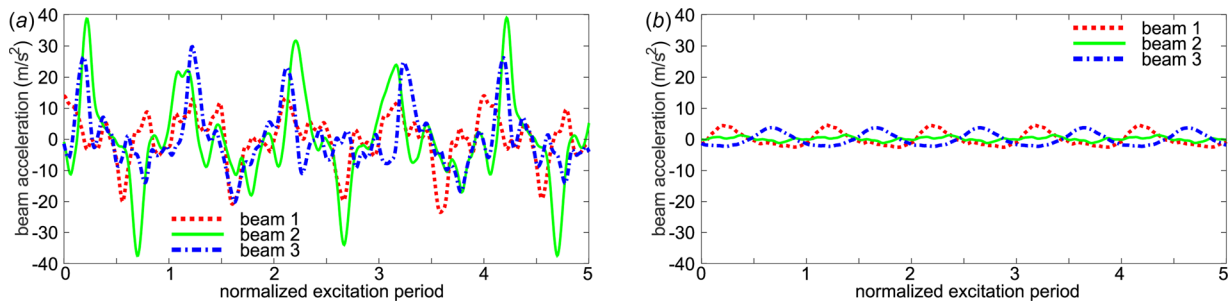 (a)
40
30
20
10
0
-10
-20
-30
-40
beam acceleration (m/s²)
beam 1
beam 2
beam 3
0 1 2 3 4 5
normalized excitation period
(b)
40
30
20
10
0
-10
-20
-30
-40
beam acceleration (m/s²)
beam 1
beam 2
beam 3
0 1 2 3 4 5
normalized excitation period